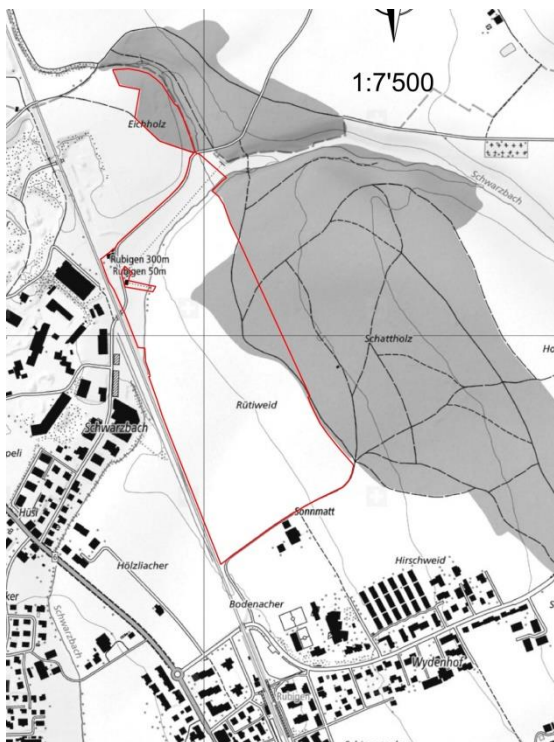 1:7'500
Eichholz
Schwarzbach
Rubigen 300m
Rubigen 50m
Schattholz
Ho
Rütiweid
Schwarzbach
peli
Hüsi
Sonnmatt
Hölzliacher
Hirschweid
ker
Bodenacher
Schwarzbach
Wydenhof
S
Rubigen